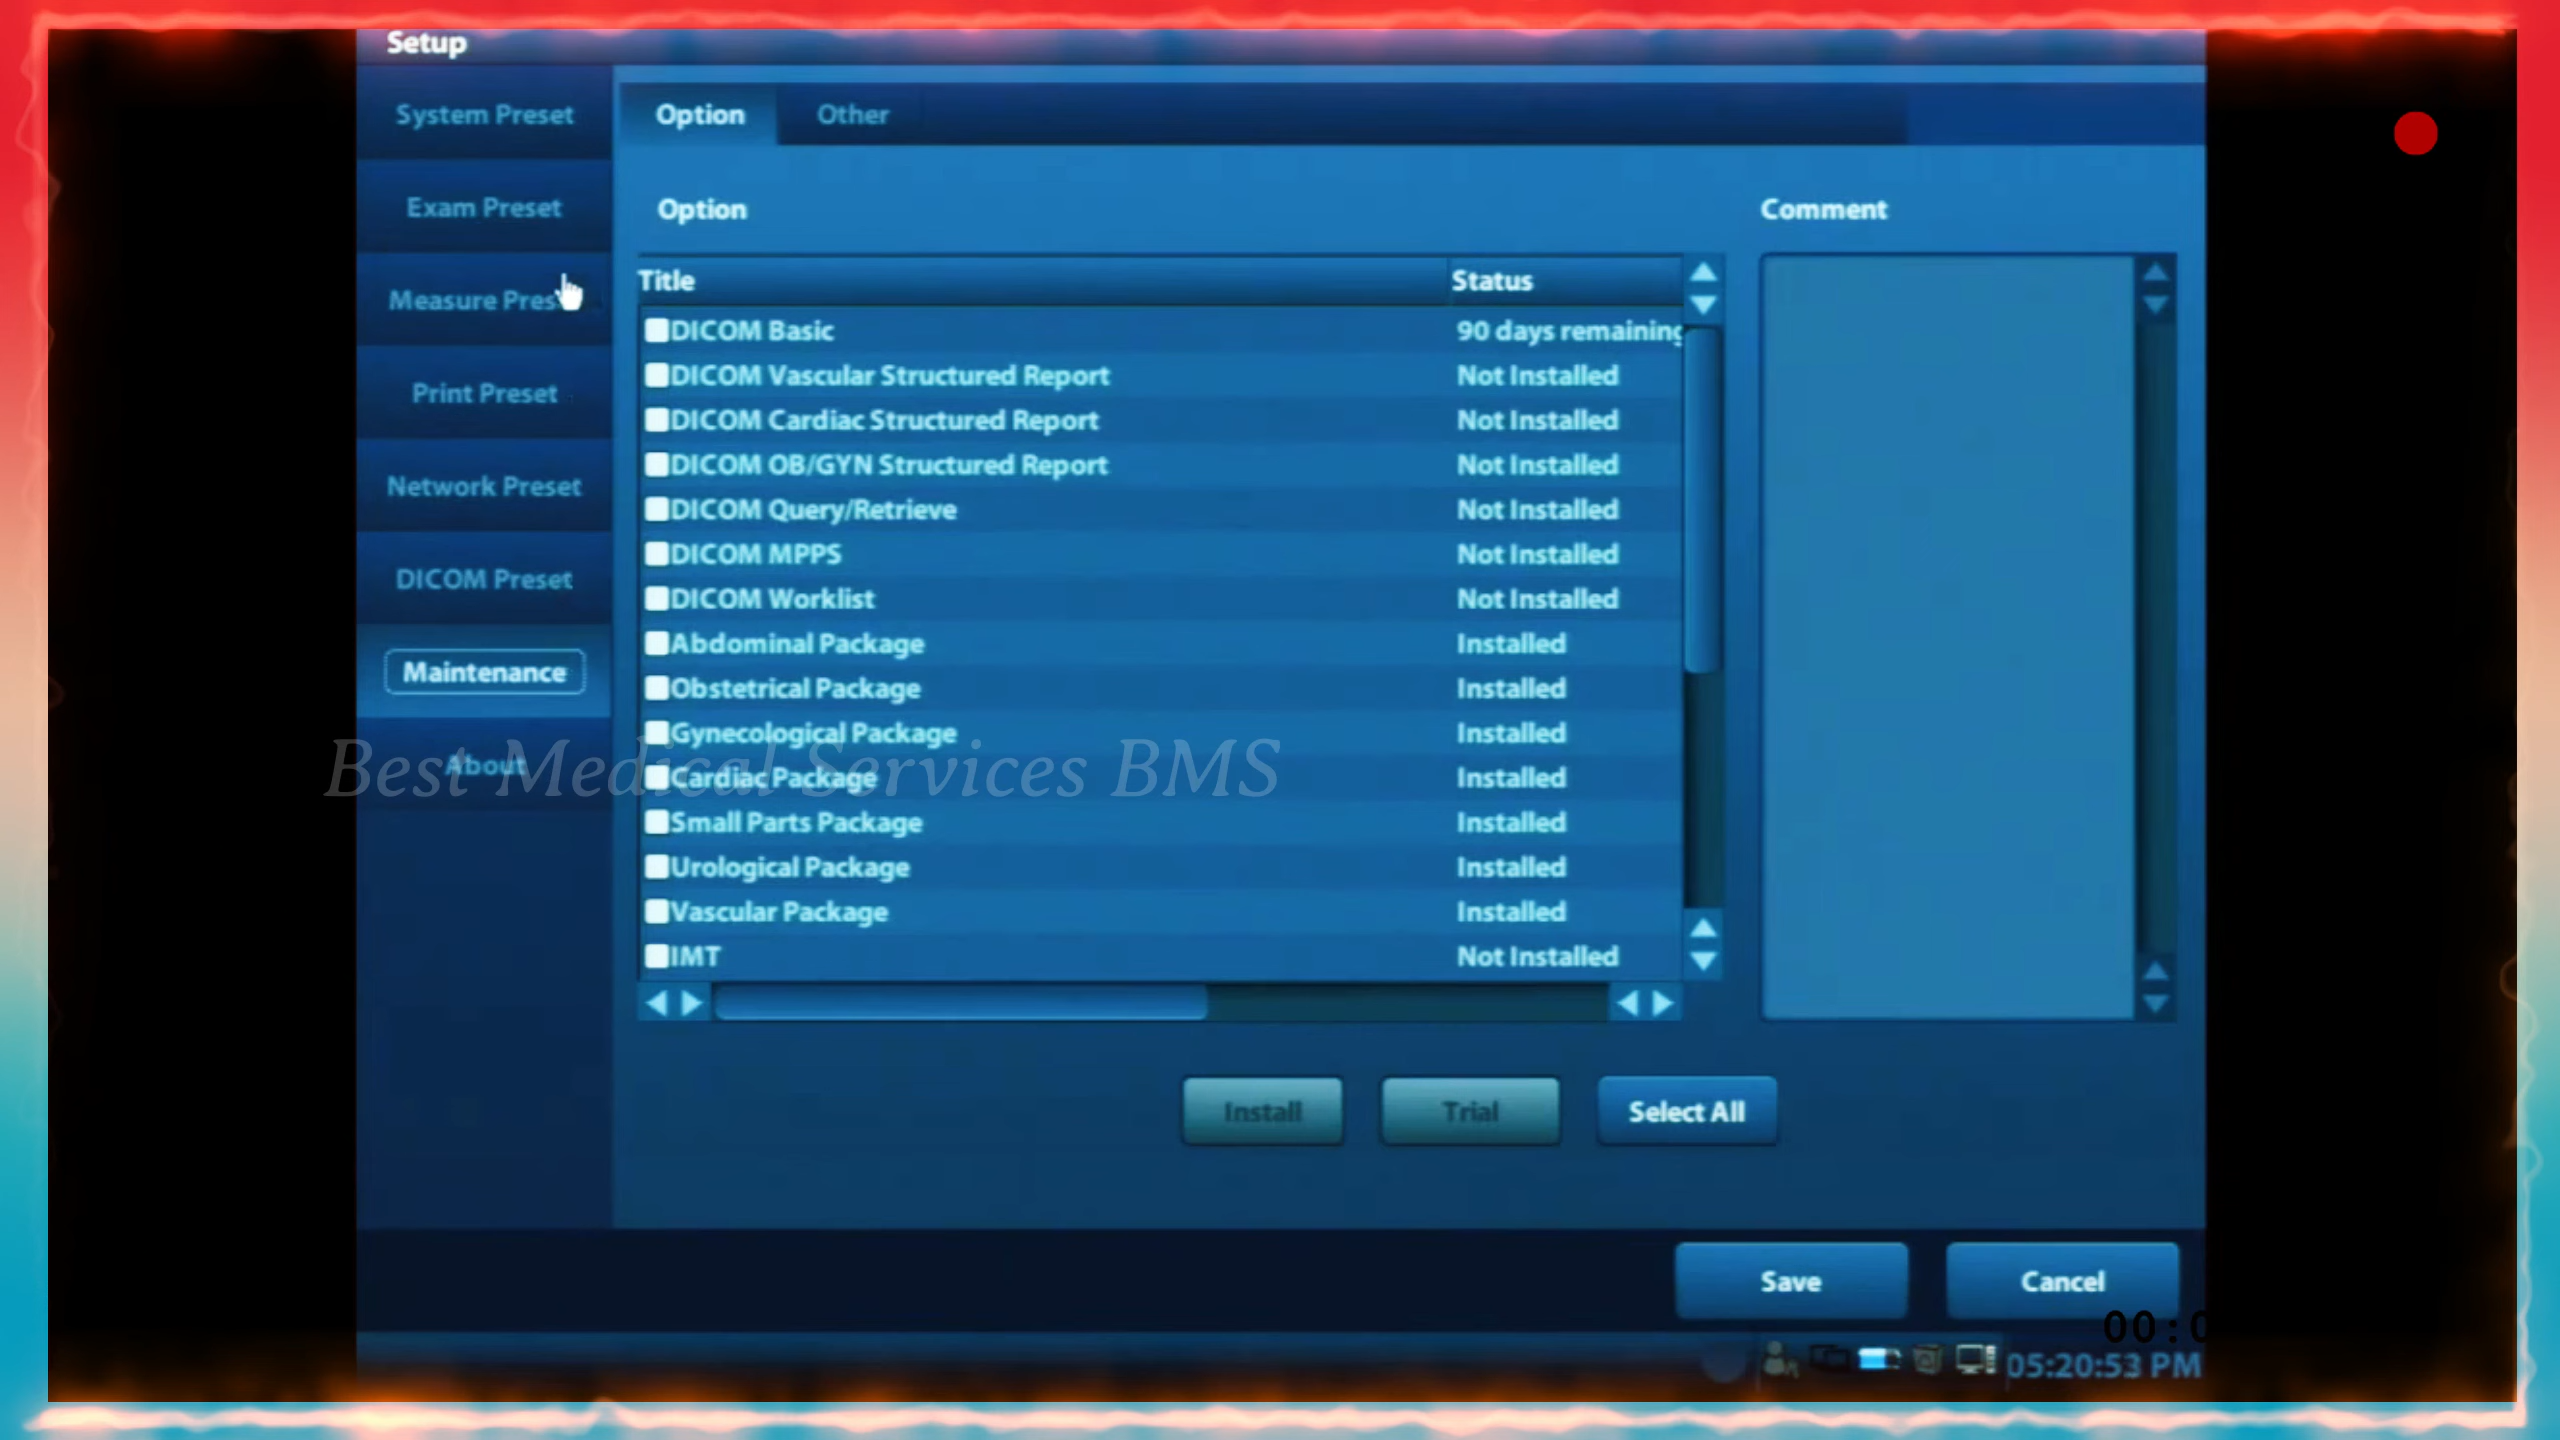 Setup
System Preset
Exam Preset
Measure Pres
Print Preset
Network Preset
DICOM Preset
Maintenance
About
Option Other
Option
Comment
Title Status
DICOM Basic 90 days remaining
DICOM Vascular Structured Report Not Installed
DICOM Cardiac Structured Report Not Installed
DICOM OB/GYN Structured Report Not Installed
DICOM Query/Retrieve Not Installed
DICOM MPPS Not Installed
DICOM Worklist Not Installed
Abdominal Package Installed
Obstetrical Package Installed
Gynecological Package Installed
Cardiac Package Installed
Small Parts Package Installed
Urological Package Installed
Vascular Package Installed
IMT Not Installed
Best Medical Services BMS
Install Trial Select All
Save Cancel
00:0
05:20:53 PM